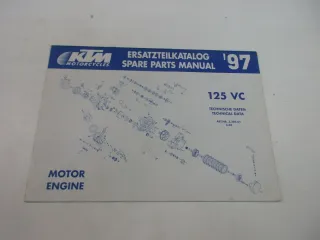 KTM
MOTORCYCLES
ERSATZTEILKATALOG
SPARE PARTS MANUAL
'97
125 VC
TECHNISCHE DATEN
TECHNICAL DATA
MOTOR
ENGINE